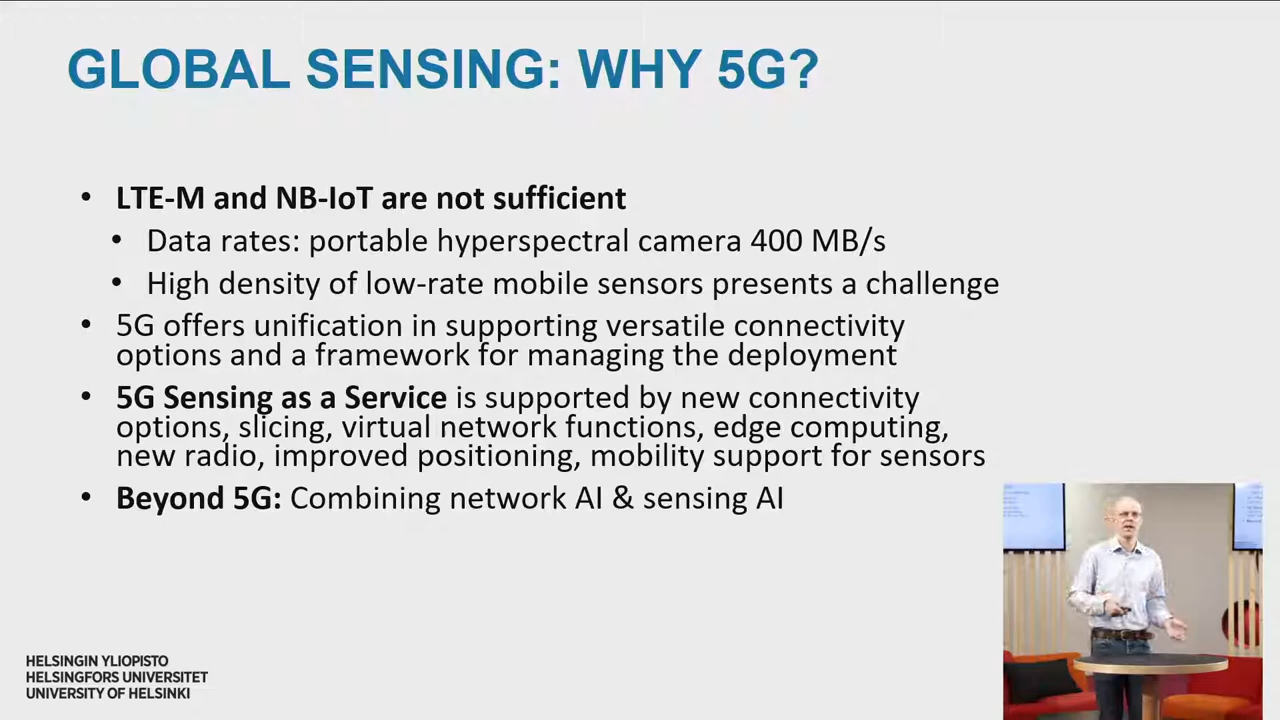 GLOBAL SENSING: WHY 5G?
• LTE-M and NB-IoT are not sufficient
• Data rates: portable hyperspectral camera 400 MB/s
• High density of low-rate mobile sensors presents a challenge
• 5G offers unification in supporting versatile connectivity
options and a framework for managing the deployment
• 5G Sensing as a Service is supported by new connectivity
options, slicing, virtual network functions, edge computing,
new radio, improved positioning, mobility support for sensors
• Beyond 5G: Combining network AI & sensing AI
HELSINGIN YLIOPISTO
HELSINGFORS UNIVERSITET
UNIVERSITY OF HELSINKI